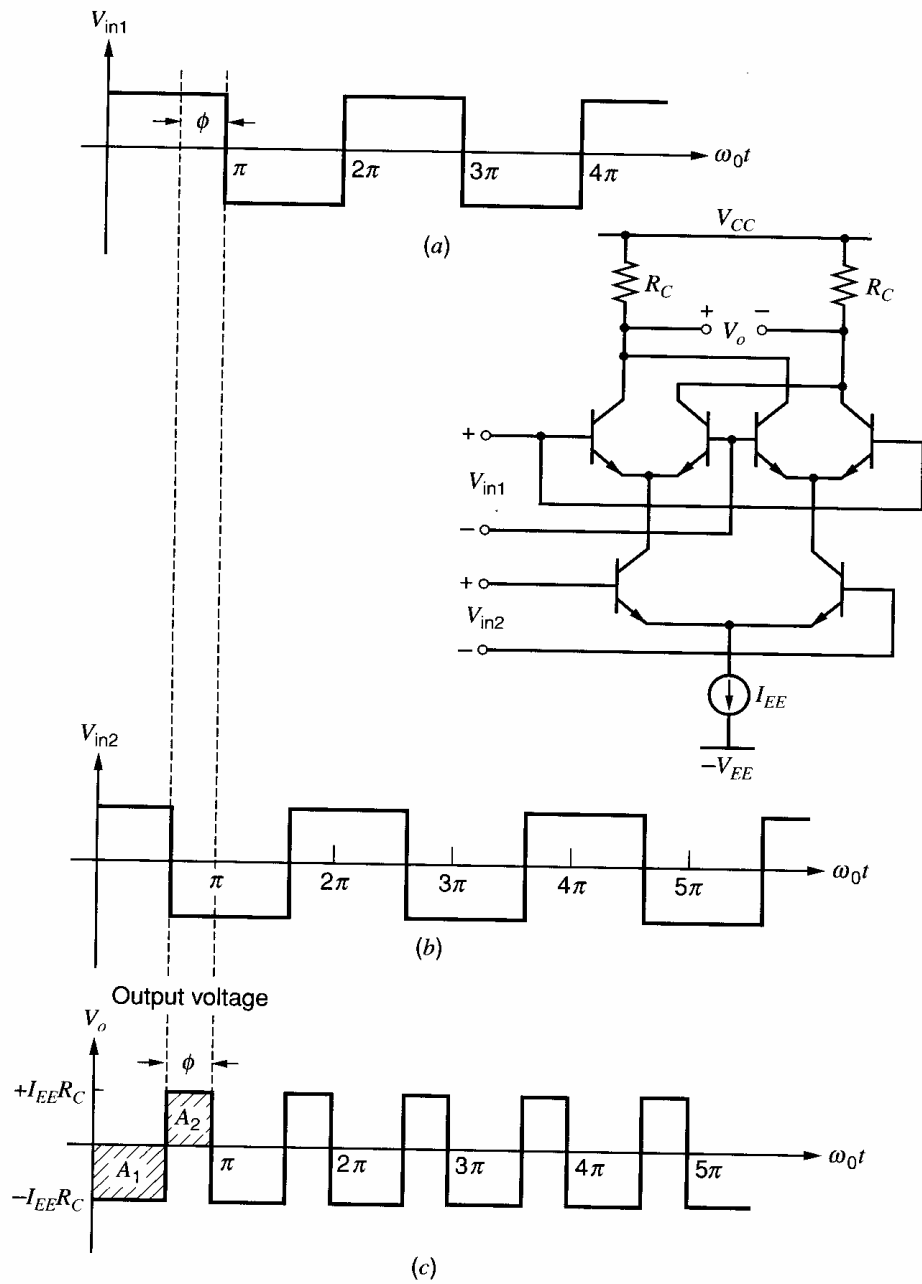 V_in1
ϕ
π 2π 3π 4π ω_0t
(a)
V_CC
R_C R_C
+ V_o −
+
V_in1
−
+
V_in2
−
I_EE
−V_EE
V_in2
π 2π 3π 4π 5π ω_0t
(b)
Output voltage
V_o
ϕ
+I_EE R_C
A_2
π 2π 3π 4π 5π ω_0t
A_1
−I_EE R_C
(c)